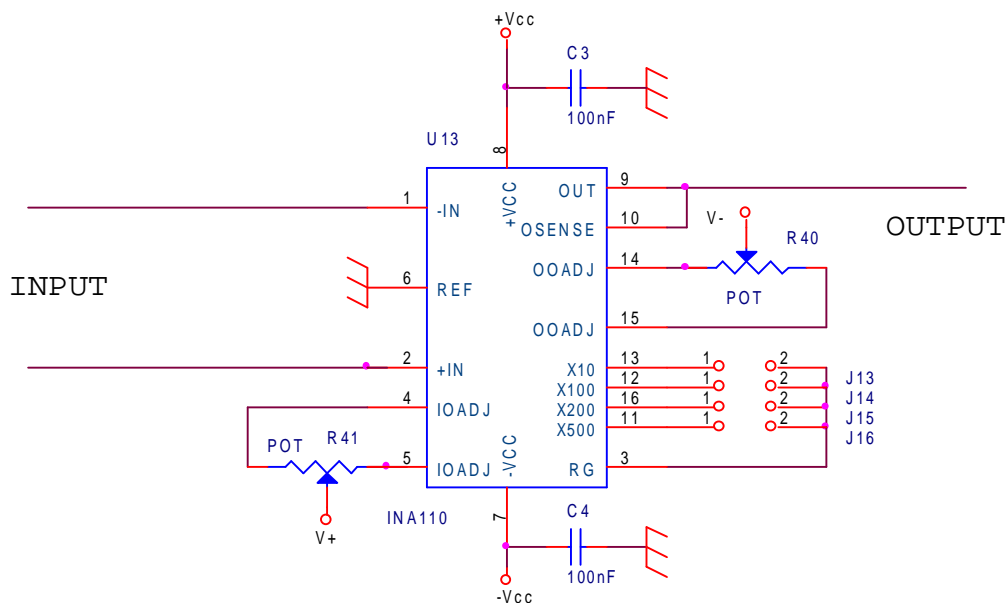 +Vcc
C3
100nF
U13
8
+VCC
1
-IN
OUT
9
OSENSE
10
V-
R40
OUTPUT
INPUT
6
REF
OOADJ
14
POT
OOADJ
15
2
+IN
X10
13
1
2
J13
X100
12
1
2
J14
4
IOADJ
X200
16
1
2
J15
X500
11
1
2
J16
POT
R41
5
IOADJ
-VCC
RG
3
V+
INA110
7
C4
100nF
-Vcc